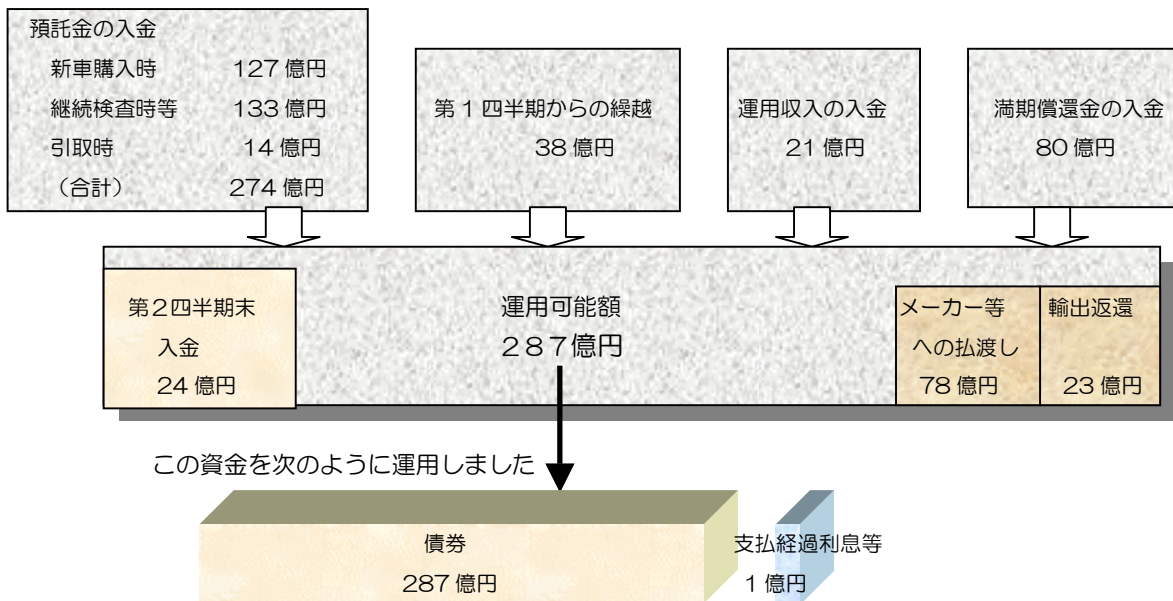 預託金の入金
新車購入時 127億円
継続検査時等 133億円
引取時 14億円
(合計) 274億円
第1四半期からの繰越
38億円
運用収入の入金
21億円
満期償還金の入金
80億円
第2四半期末
入金
24億円
運用可能額
287億円
メーカー等
への払渡し
78億円
輸出返還
23億円
この資金を次のように運用しました
債券
287億円
支払経過利息等
1億円